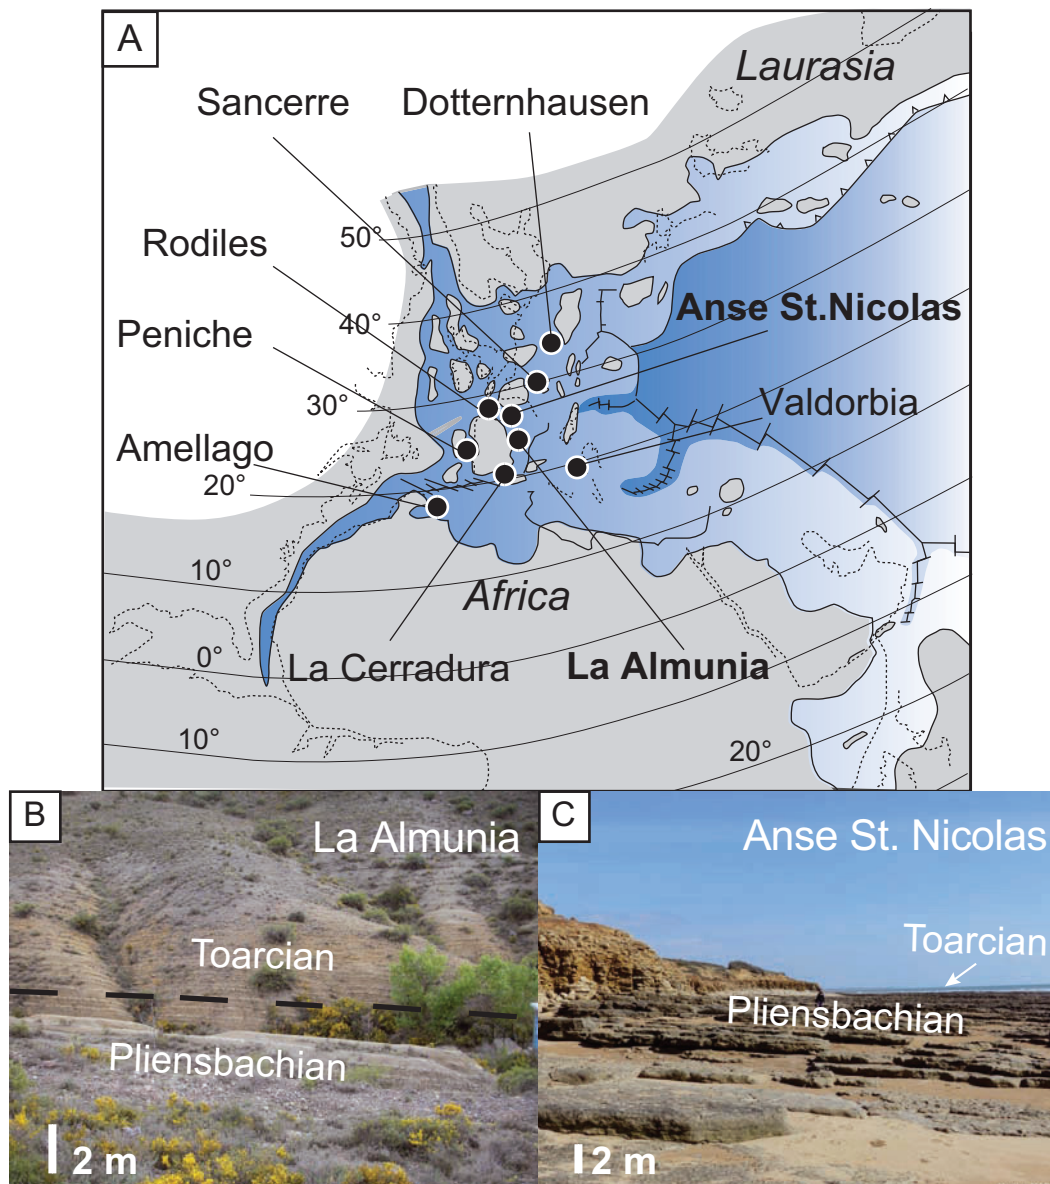 A
Laurasia
Sancerre
Dotternhausen
50°
Rodiles
40°
Anse St.Nicolas
Peniche
30°
Valdorbia
Amellago
20°
10°
Africa
0°
La Cerradura
La Almunia
10°
20°
B
La Almunia
Toarcian
Pliensbachian
2 m
C
Anse St. Nicolas
Toarcian
Pliensbachian
2 m